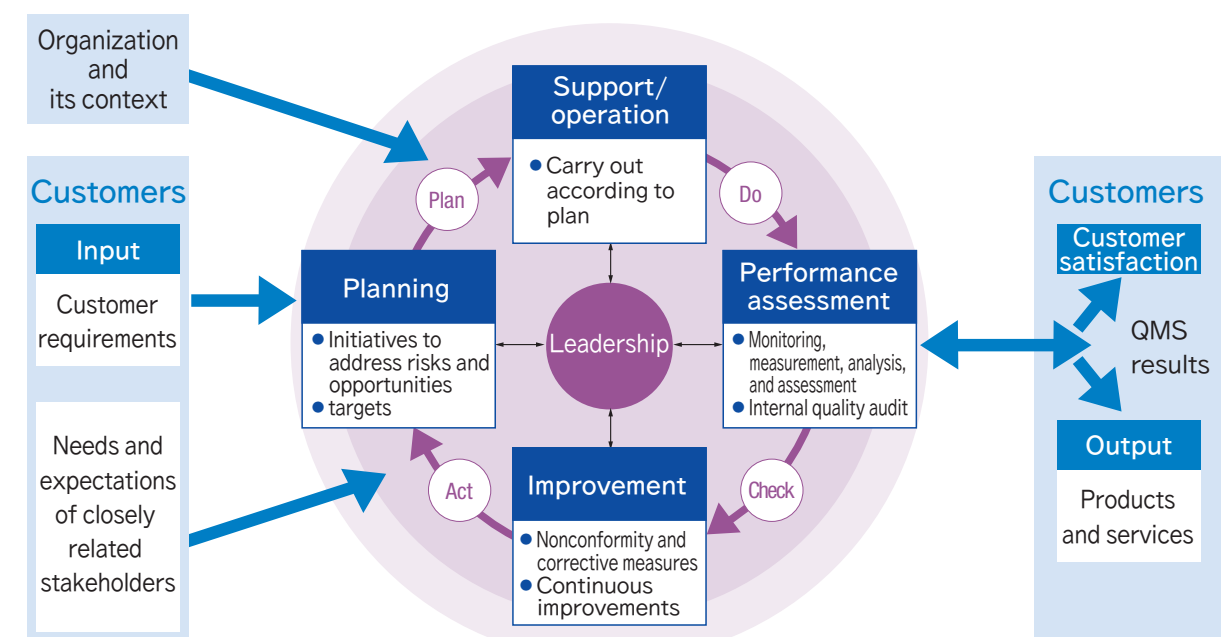 Organization
and
its context
Customers
Input
Customer
requirements
Needs and
expectations
of closely
related
stakeholders
Plan
Support/
operation
● Carry out
according to
plan
Do
Planning
● Initiatives to
address risks and
opportunities
● targets
Leadership
Performance
assessment
● Monitoring,
measurement, analysis,
and assessment
● Internal quality audit
Act
Improvement
● Nonconformity and
corrective measures
● Continuous
improvements
Check
Customers
Customer
satisfaction
QMS
results
Output
Products
and services